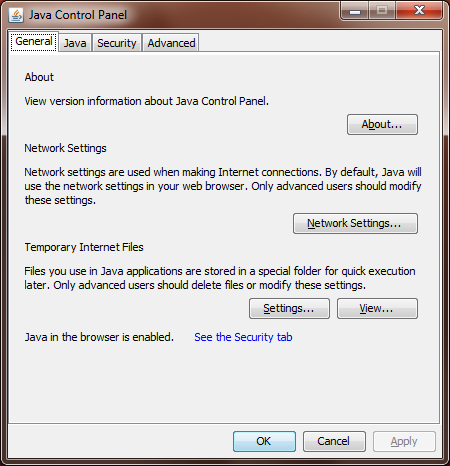 Java Control Panel
General Java Security Advanced
About
View version information about Java Control Panel.
About...
Network Settings
Network settings are used when making Internet connections. By default, Java will
use the network settings in your web browser. Only advanced users should modify
these settings.
Network Settings...
Temporary Internet Files
Files you use in Java applications are stored in a special folder for quick execution
later. Only advanced users should delete files or modify these settings.
Settings... View...
Java in the browser is enabled. See the Security tab
OK Cancel Apply